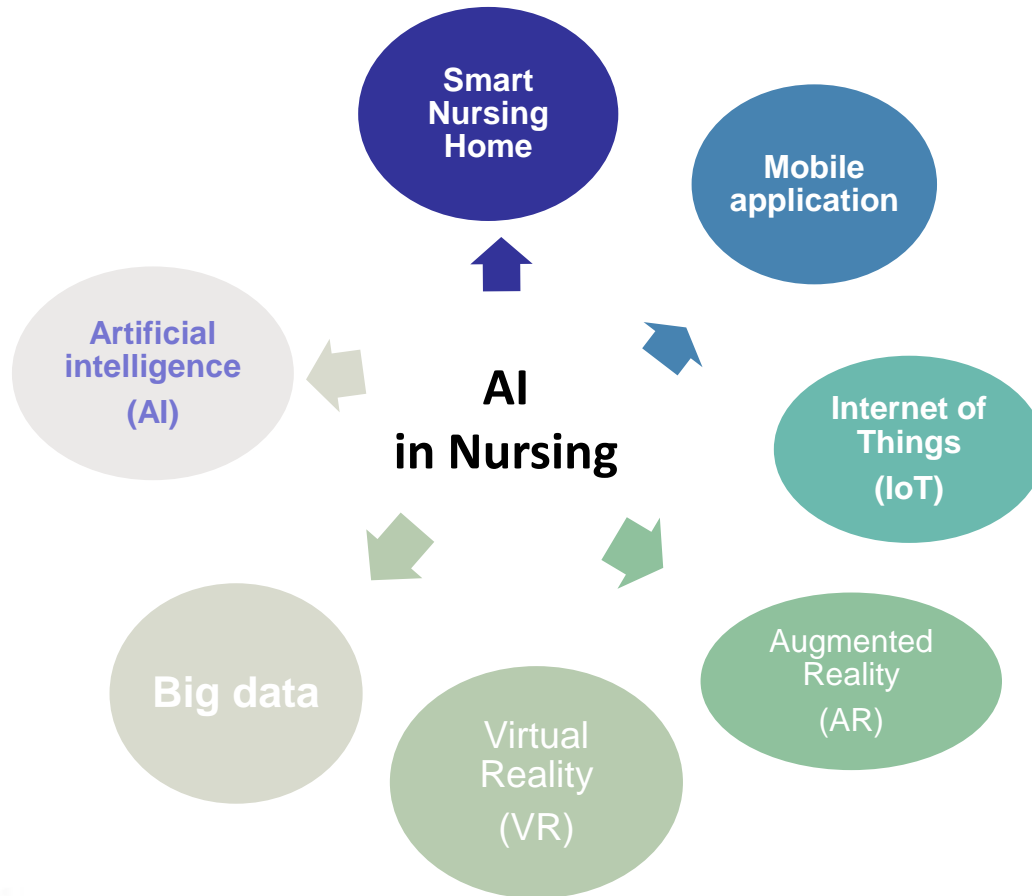 Smart
Nursing
Home
Mobile
application
Artificial
intelligence
(AI)
AI
in Nursing
Internet of
Things
(IoT)
Augmented
Reality
(AR)
Big data
Virtual
Reality
(VR)